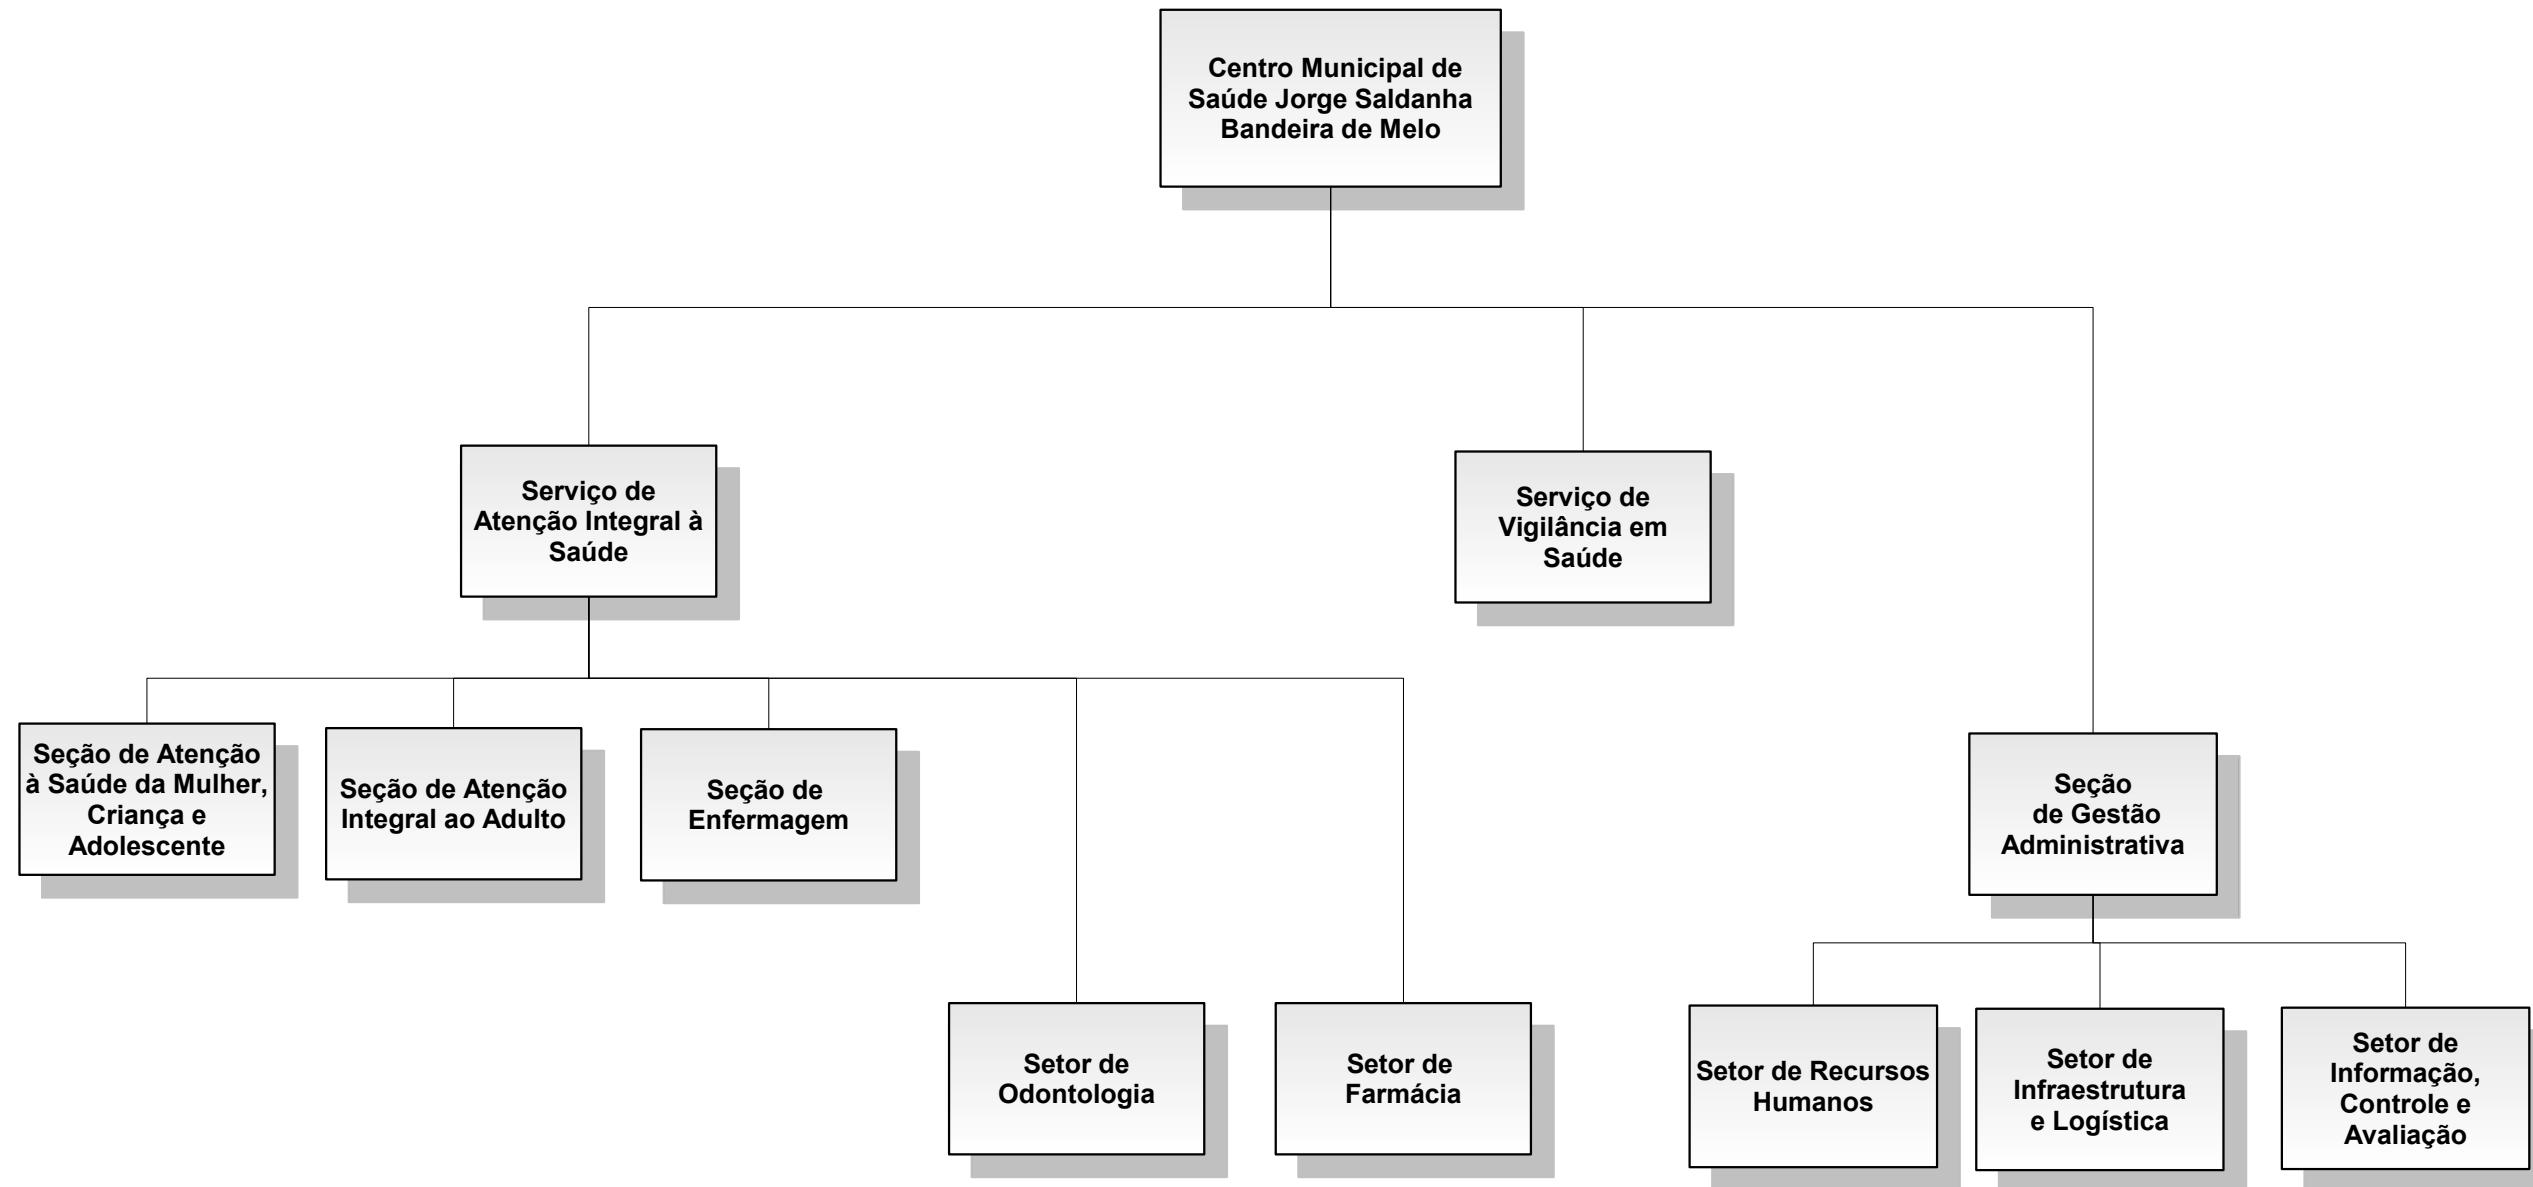 Centro Municipal de
Saúde Jorge Saldanha
Bandeira de Melo
Serviço de
Atenção Integral à
Saúde
Serviço de
Vigilância em
Saúde
Seção de Atenção
à Saúde da Mulher,
Criança e
Adolescente
Seção de Atenção
Integral ao Adulto
Seção de
Enfermagem
Seção
de Gestão
Administrativa
Setor de
Odontologia
Setor de
Farmácia
Setor de Recursos
Humanos
Setor de
Infraestrutura
e Logística
Setor de
Informação,
Controle e
Avaliação